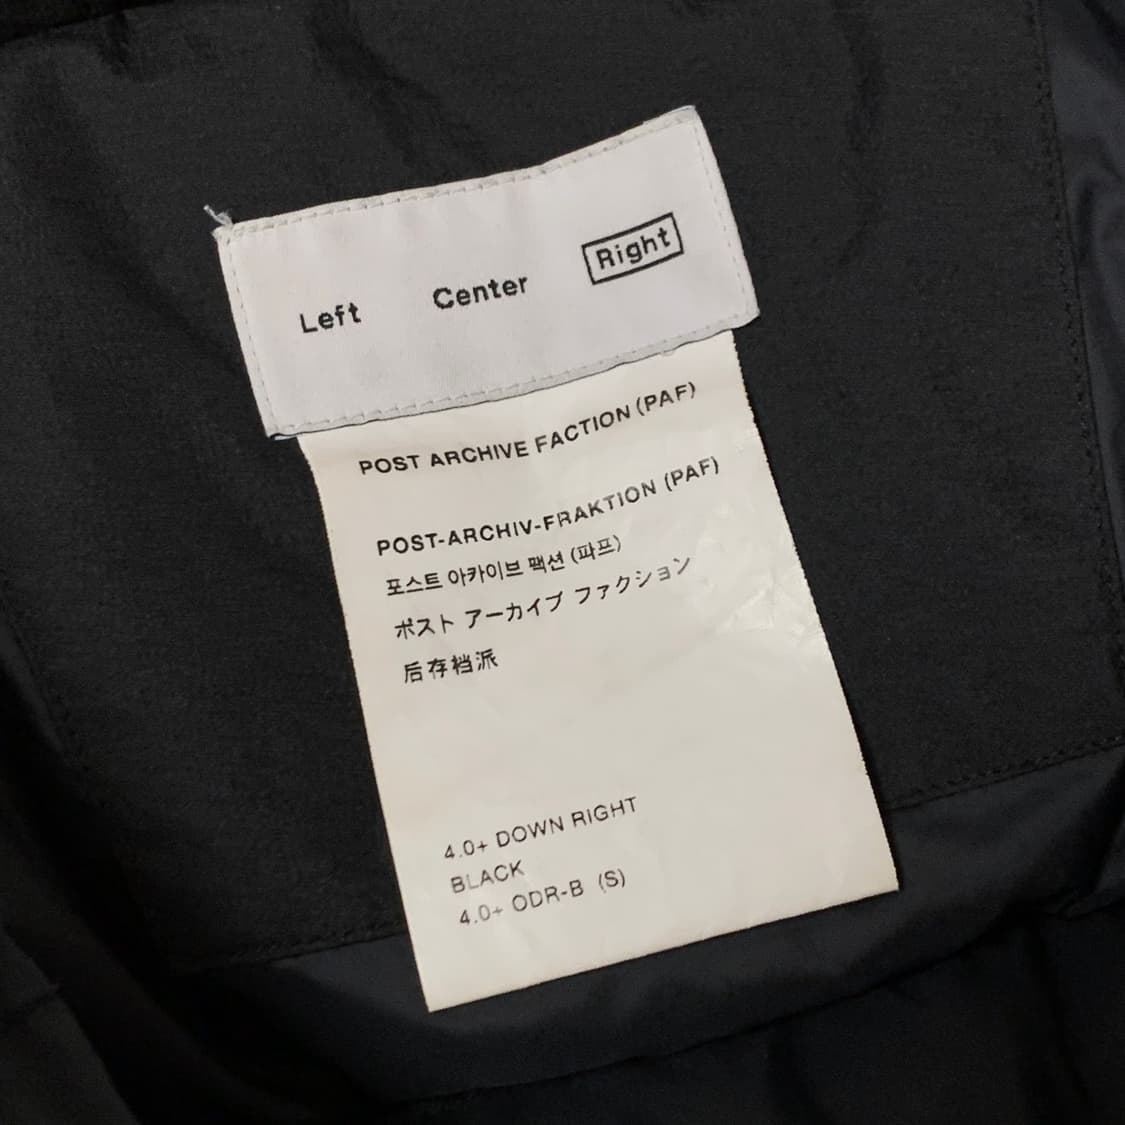 Left Center Right
POST ARCHIVE FACTION (PAF)
POST-ARCHIV-FRAKTION (PAF)
포스트 아카이브 팩션 (파프)
ポスト アーカイブ ファクション
后存档派
4.0+ DOWN RIGHT
BLACK
4.0+ ODR-B (S)